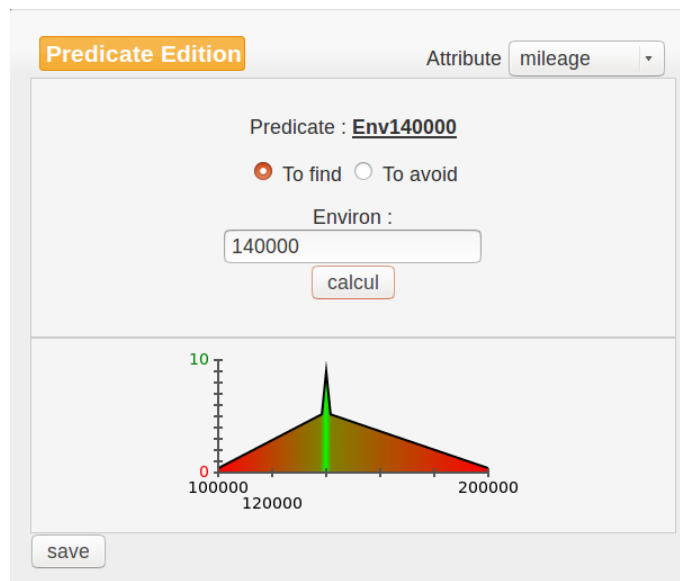 Predicate Edition
Attribute mileage
Predicate : Env140000
To find To avoid
Environ :
140000
calcul
10
0
100000 200000
120000
save